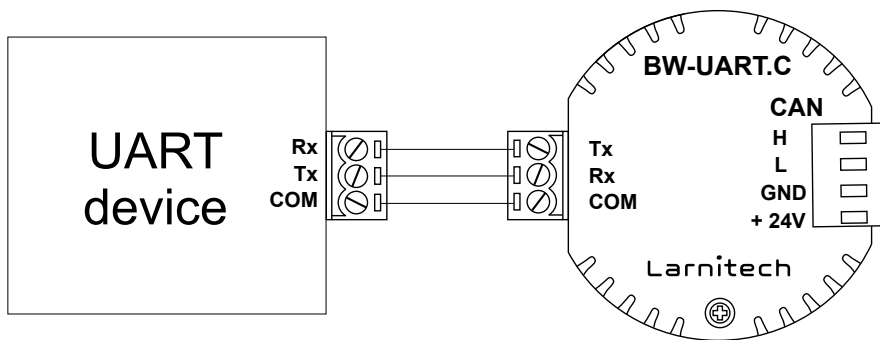 UART
device
Rx
Tx
COM
Tx
Rx
COM
BW-UART.C
CAN
H
L
GND
+ 24V
Larnitech